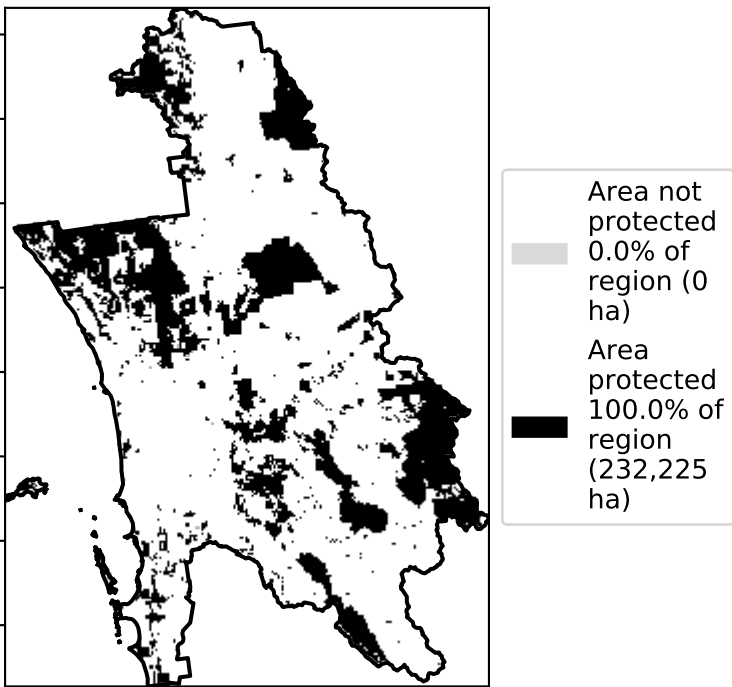 Area not
protected
0.0% of
region (0
ha)
Area
protected
100.0% of
region
(232,225
ha)